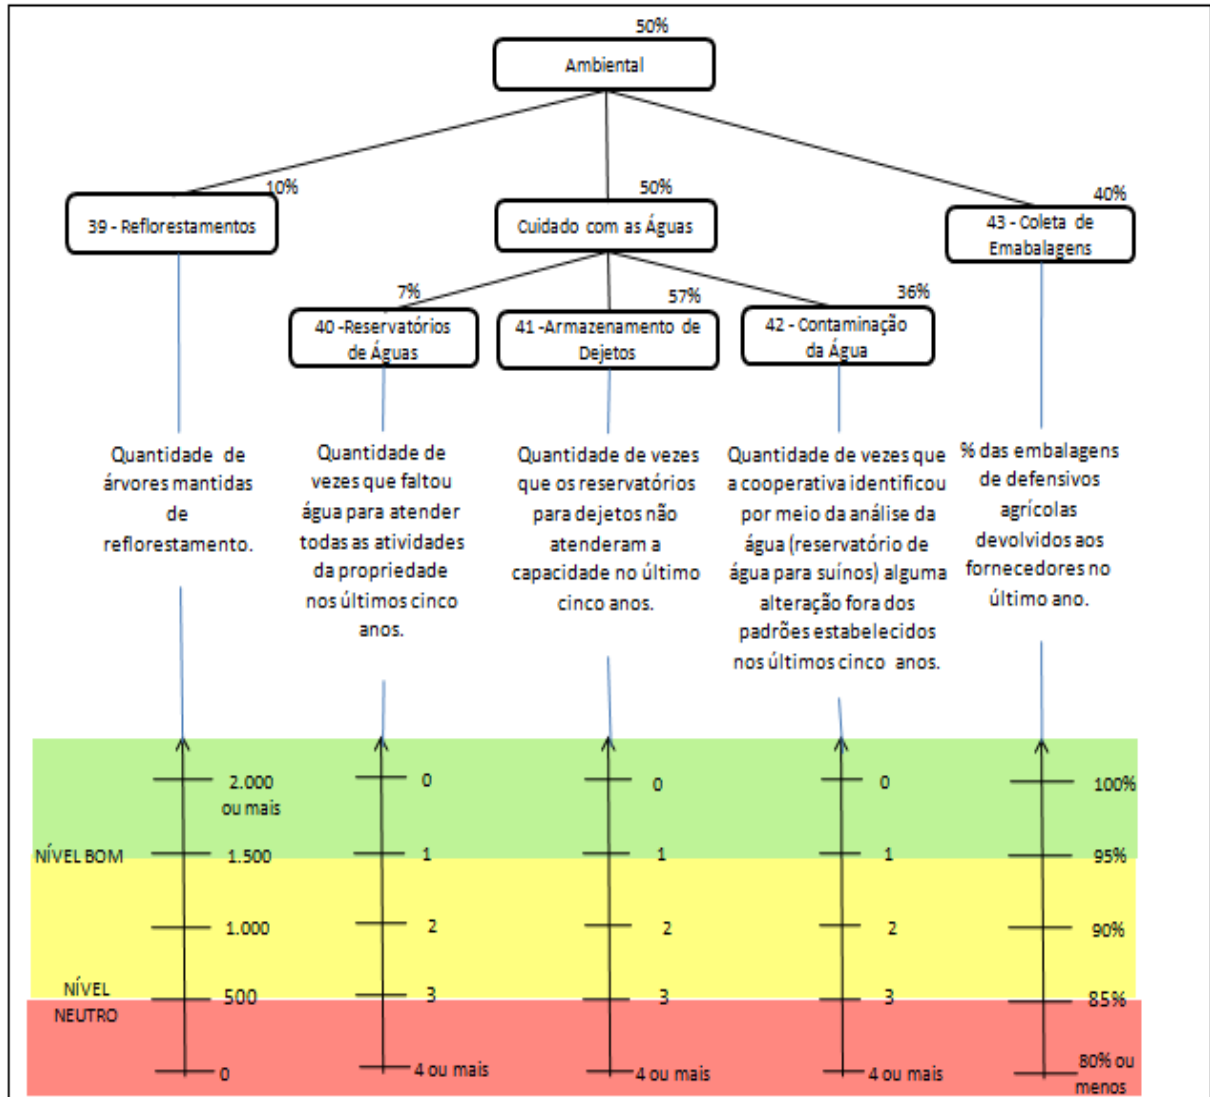 50%
Ambiental
10%
50%
40%
39 - Reflorestamentos
Cuidado com as Águas
43 - Coleta de
Emabalagens
7%
57%
36%
40 -Reservatórios
de Águas
41 -Armazenamento de
Dejetos
42 - Contaminação
da Água
Quantidade de
árvores mantidas
de
reflorestamento.
Quantidade de
vezes que faltou
água para atender
todas as atividades
da propriedade
nos últimos cinco
anos.
Quantidade de vezes
que os reservatórios
para dejetos não
atenderam a
capacidade no último
cinco anos.
Quantidade de vezes que
a cooperativa identificou
por meio da análise da
água (reservatório de
água para suínos) alguma
alteração fora dos
padrões estabelecidos
nos últimos cinco anos.
% das embalagens
de defensivos
agrícolas
devolvidos aos
fornecedores no
último ano.
2.000
ou mais
0
0
0
100%
NÍVEL BOM
1.500
1
1
1
95%
1.000
2
2
2
90%
NÍVEL
NEUTRO
500
3
3
3
85%
0
4 ou mais
4 ou mais
4 ou mais
80% ou
menos